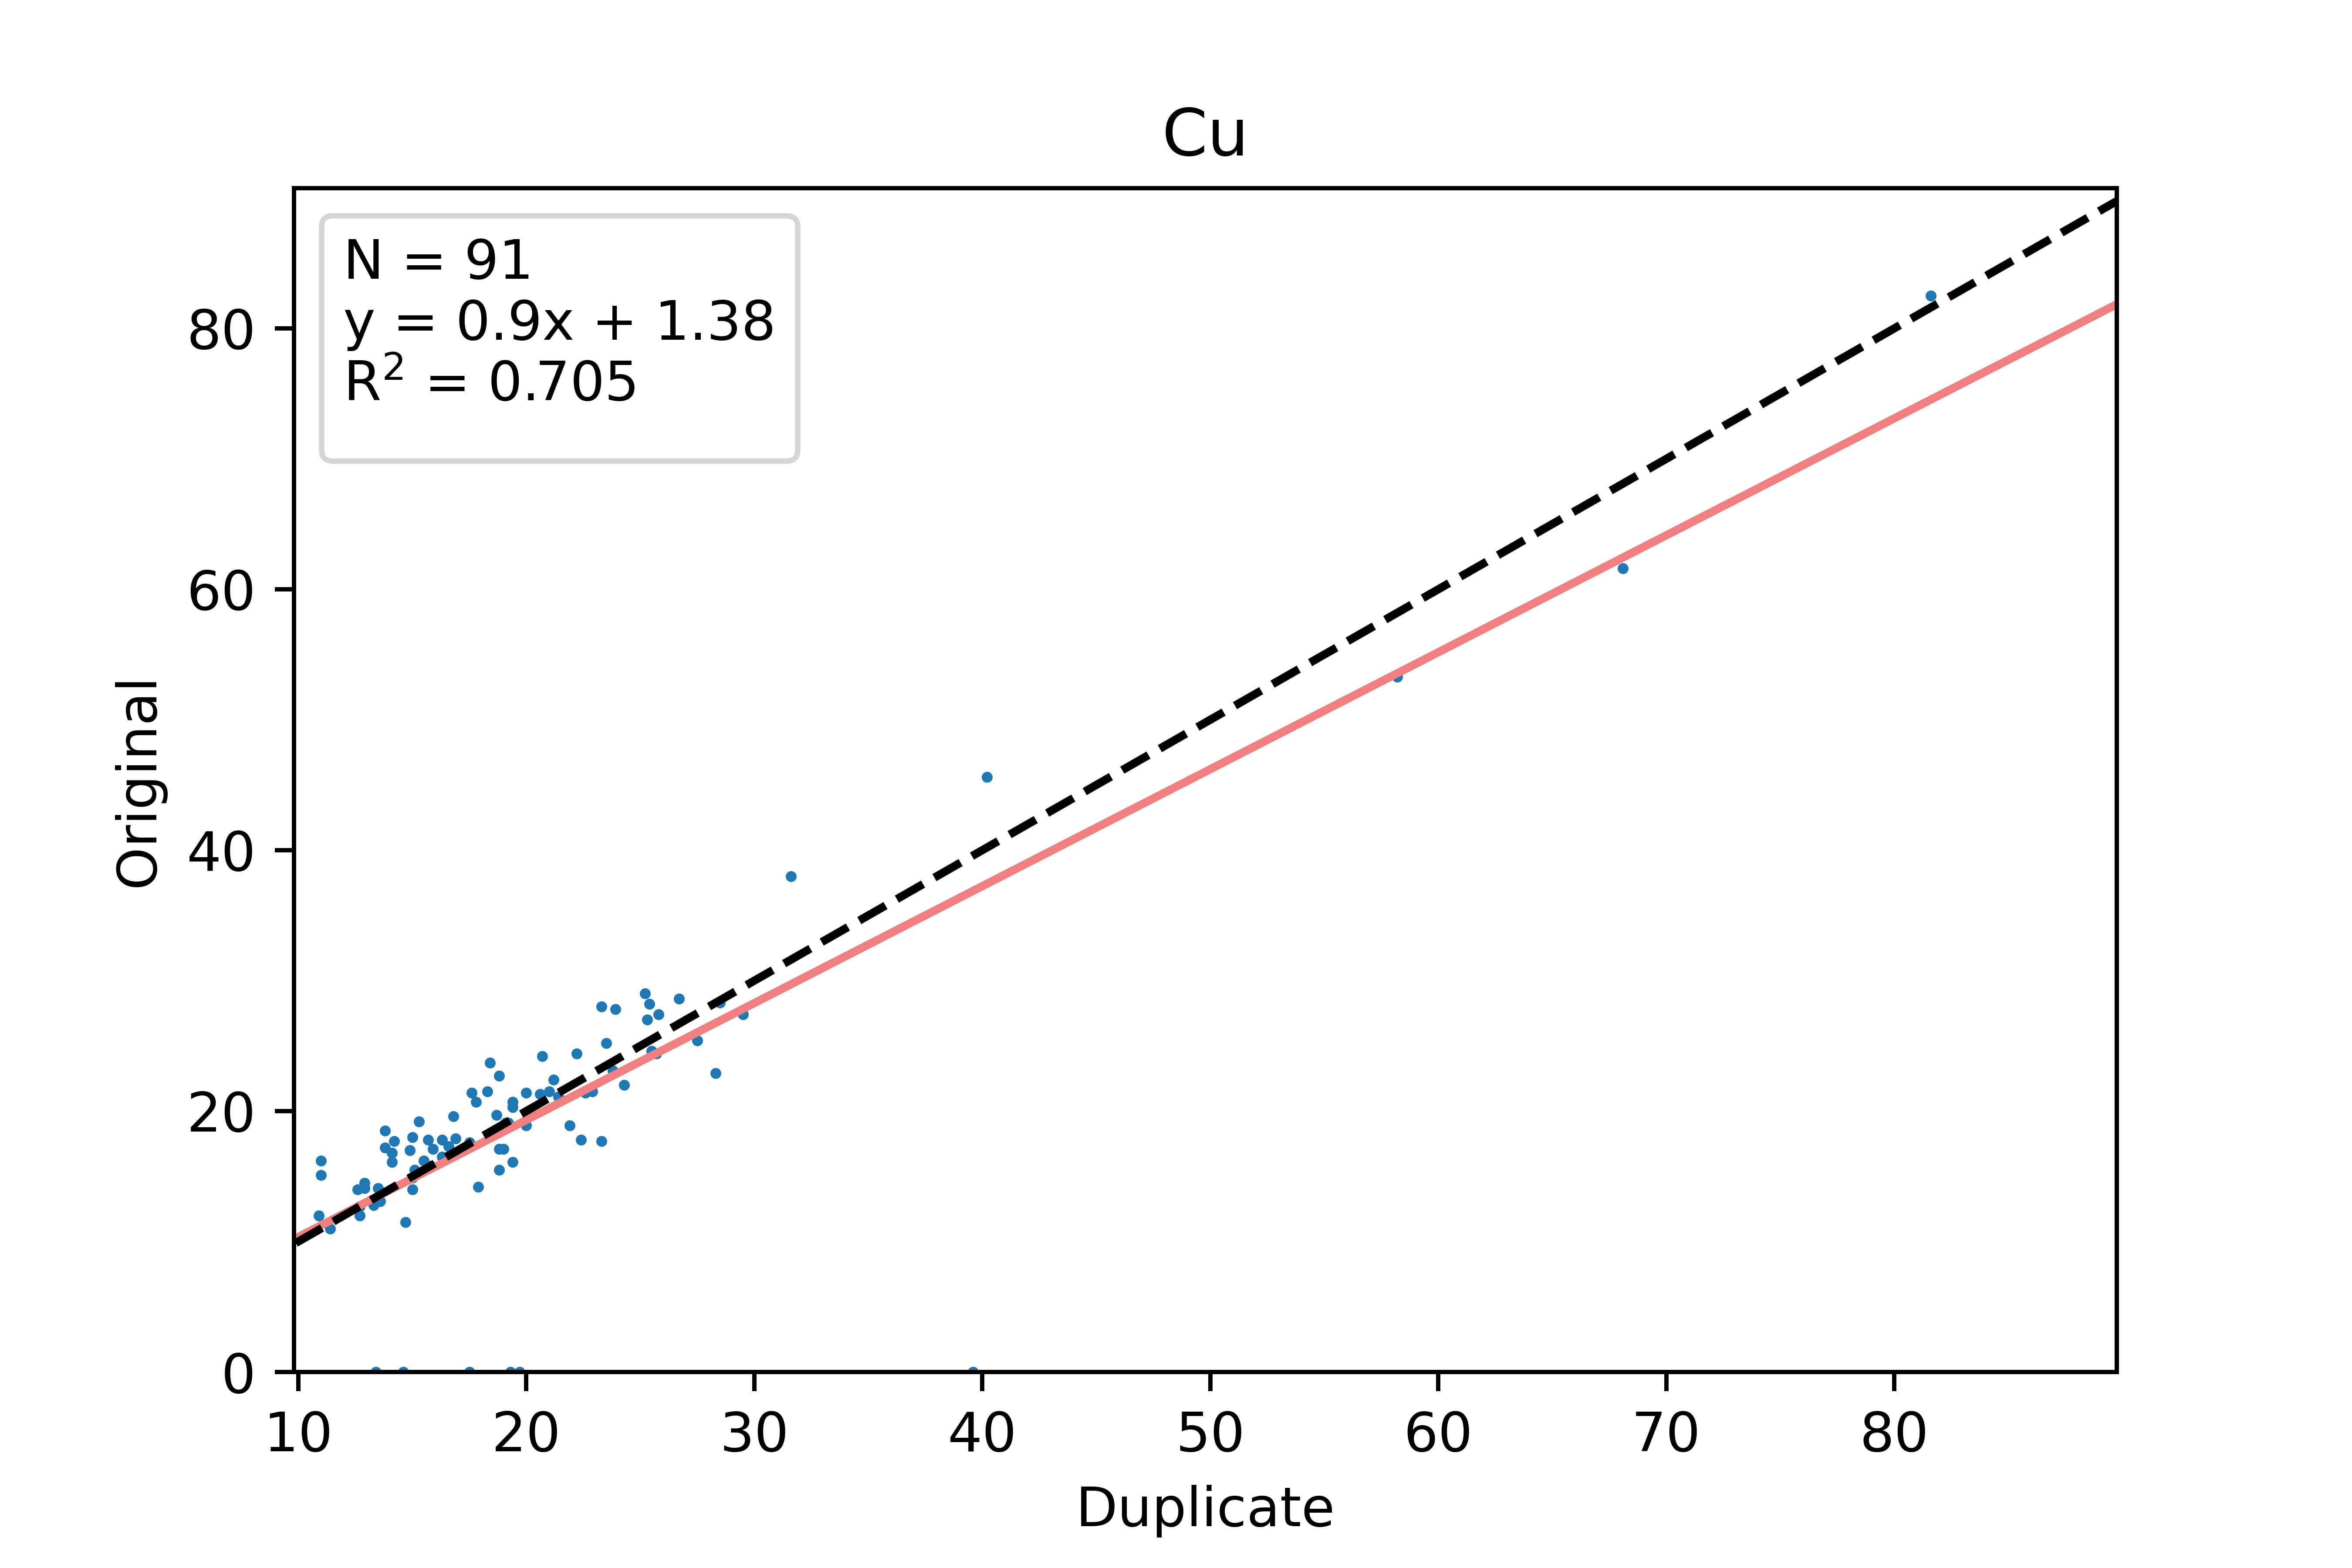 Cu
N = 91
y = 0.9x + 1.38
R² = 0.705
80
60
40
20
0
Original
10 20 30 40 50 60 70 80
Duplicate